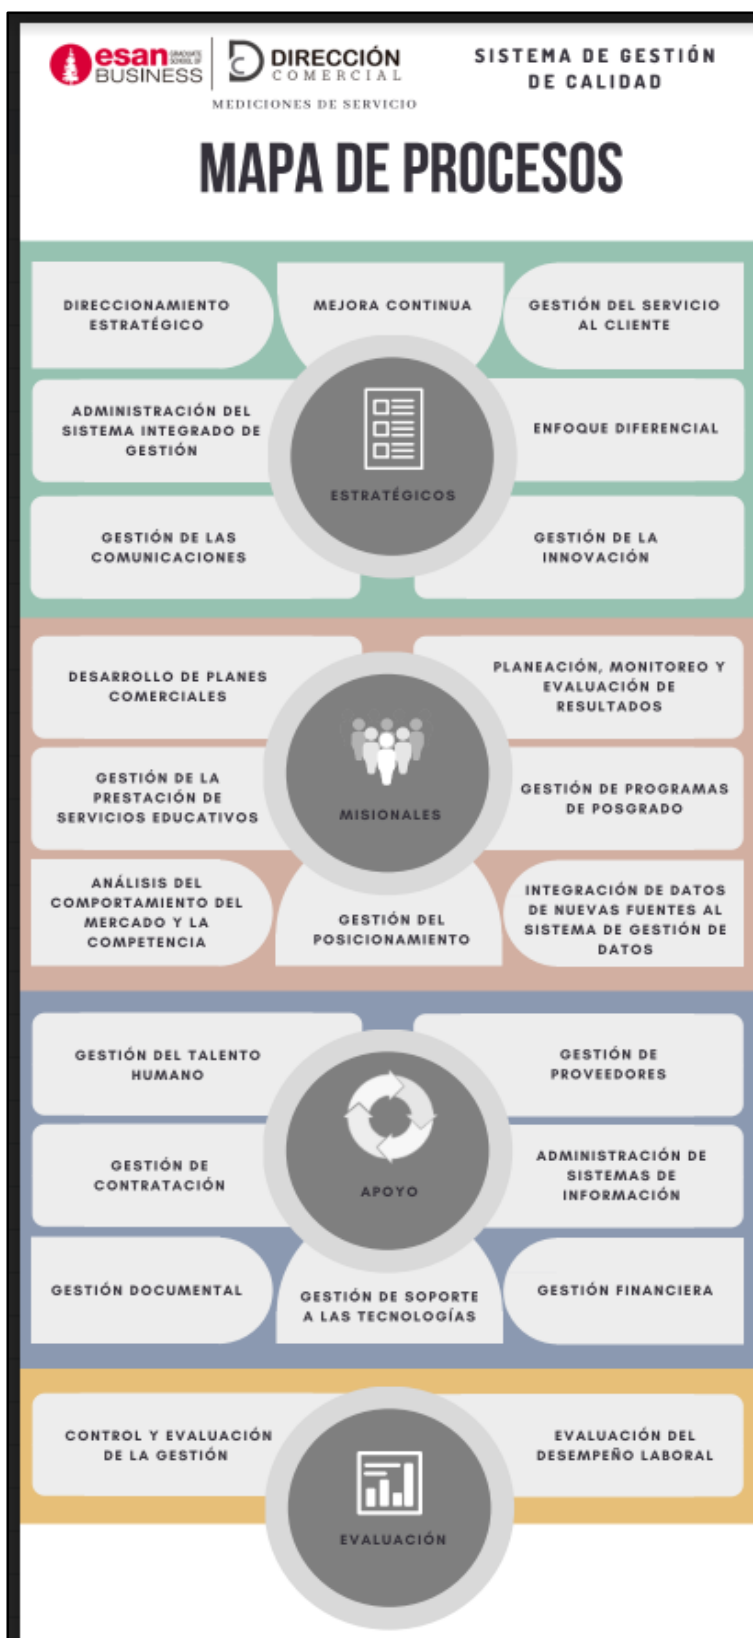 esan GRADUATE SCHOOL OF BUSINESS
DIRECCIÓN
COMERCIAL
MEDICIONES DE SERVICIO
SISTEMA DE GESTIÓN
DE CALIDAD
MAPA DE PROCESOS
DIRECCIONAMIENTO
ESTRATÉGICO
MEJORA CONTINUA
GESTIÓN DEL SERVICIO
AL CLIENTE
ADMINISTRACIÓN DEL
SISTEMA INTEGRADO DE
GESTIÓN
ENFOQUE DIFERENCIAL
ESTRATÉGICOS
GESTIÓN DE LAS
COMUNICACIONES
GESTIÓN DE LA
INNOVACIÓN
DESARROLLO DE PLANES
COMERCIALES
PLANEACIÓN, MONITOREO Y
EVALUACIÓN DE
RESULTADOS
GESTIÓN DE LA
PRESTACIÓN DE
SERVICIOS EDUCATIVOS
MISIONALES
GESTIÓN DE PROGRAMAS
DE POSGRADO
ANÁLISIS DEL
COMPORTAMIENTO DEL
MERCADO Y LA
COMPETENCIA
GESTIÓN DEL
POSICIONAMIENTO
INTEGRACIÓN DE DATOS
DE NUEVAS FUENTES AL
SISTEMA DE GESTIÓN DE
DATOS
GESTIÓN DEL TALENTO
HUMANO
GESTIÓN DE
PROVEEDORES
GESTIÓN DE
CONTRATACIÓN
APOYO
ADMINISTRACIÓN DE
SISTEMAS DE
INFORMACIÓN
GESTIÓN DOCUMENTAL
GESTIÓN DE SOPORTE
A LAS TECNOLOGÍAS
GESTIÓN FINANCIERA
CONTROL Y EVALUACIÓN
DE LA GESTIÓN
EVALUACIÓN DEL
DESEMPEÑO LABORAL
EVALUACIÓN